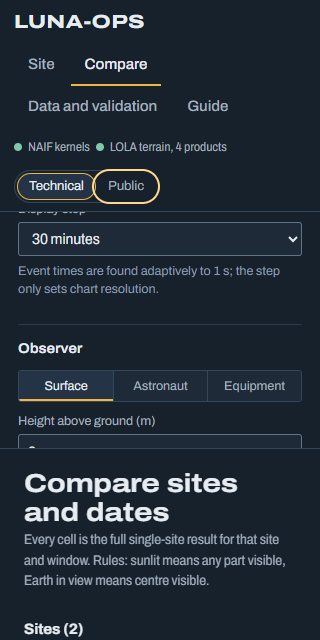 LUNA-OPS
Site Compare
Data and validation Guide
NAIF kernels LOLA terrain, 4 products
Technical Public
Display step
30 minutes
Event times are found adaptively to 1 s; the step
only sets chart resolution.
Observer
Surface Astronaut Equipment
Height above ground (m)
Compare sites
and dates
Every cell is the full single-site result for that site
and window. Rules: sunlit means any part visible,
Earth in view means centre visible.
Sites (2)